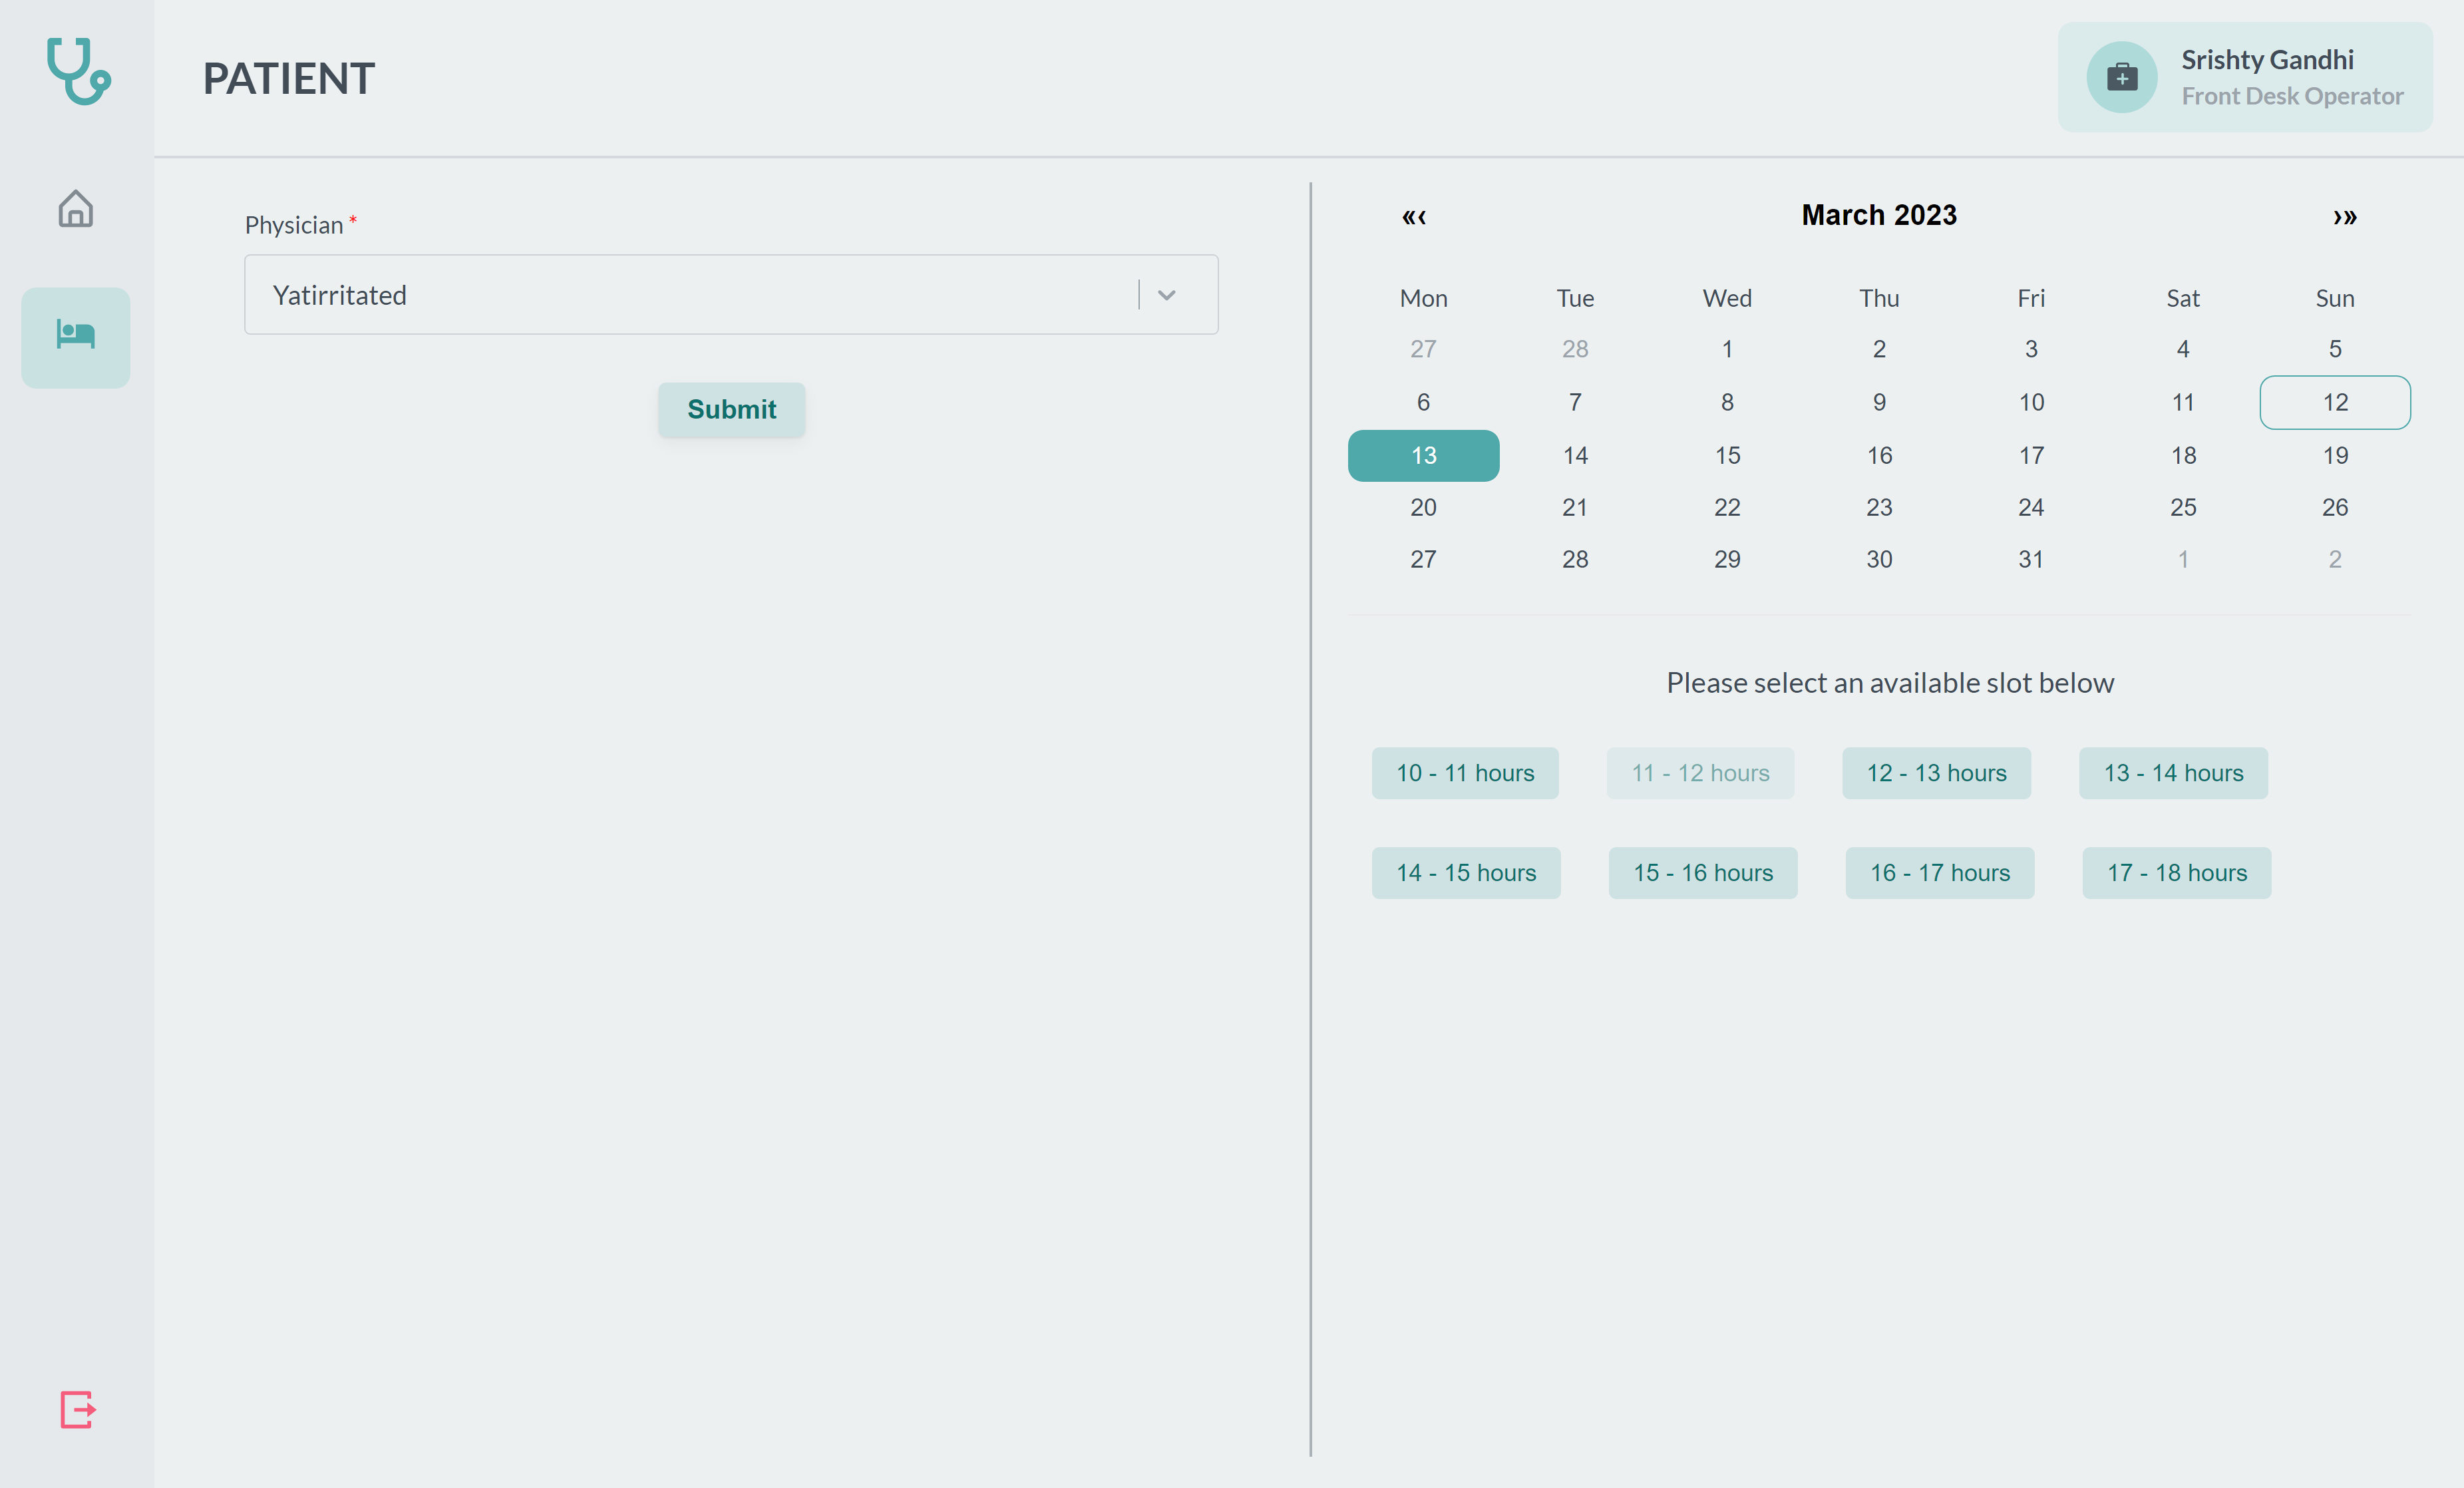 PATIENT
Srishty Gandhi
Front Desk Operator
Physician *
Yatirritated
Submit
«‹ March 2023 ›»
Mon Tue Wed Thu Fri Sat Sun
27 28 1 2 3 4 5
6 7 8 9 10 11 12
13 14 15 16 17 18 19
20 21 22 23 24 25 26
27 28 29 30 31 1 2
Please select an available slot below
10 - 11 hours 11 - 12 hours 12 - 13 hours 13 - 14 hours
14 - 15 hours 15 - 16 hours 16 - 17 hours 17 - 18 hours